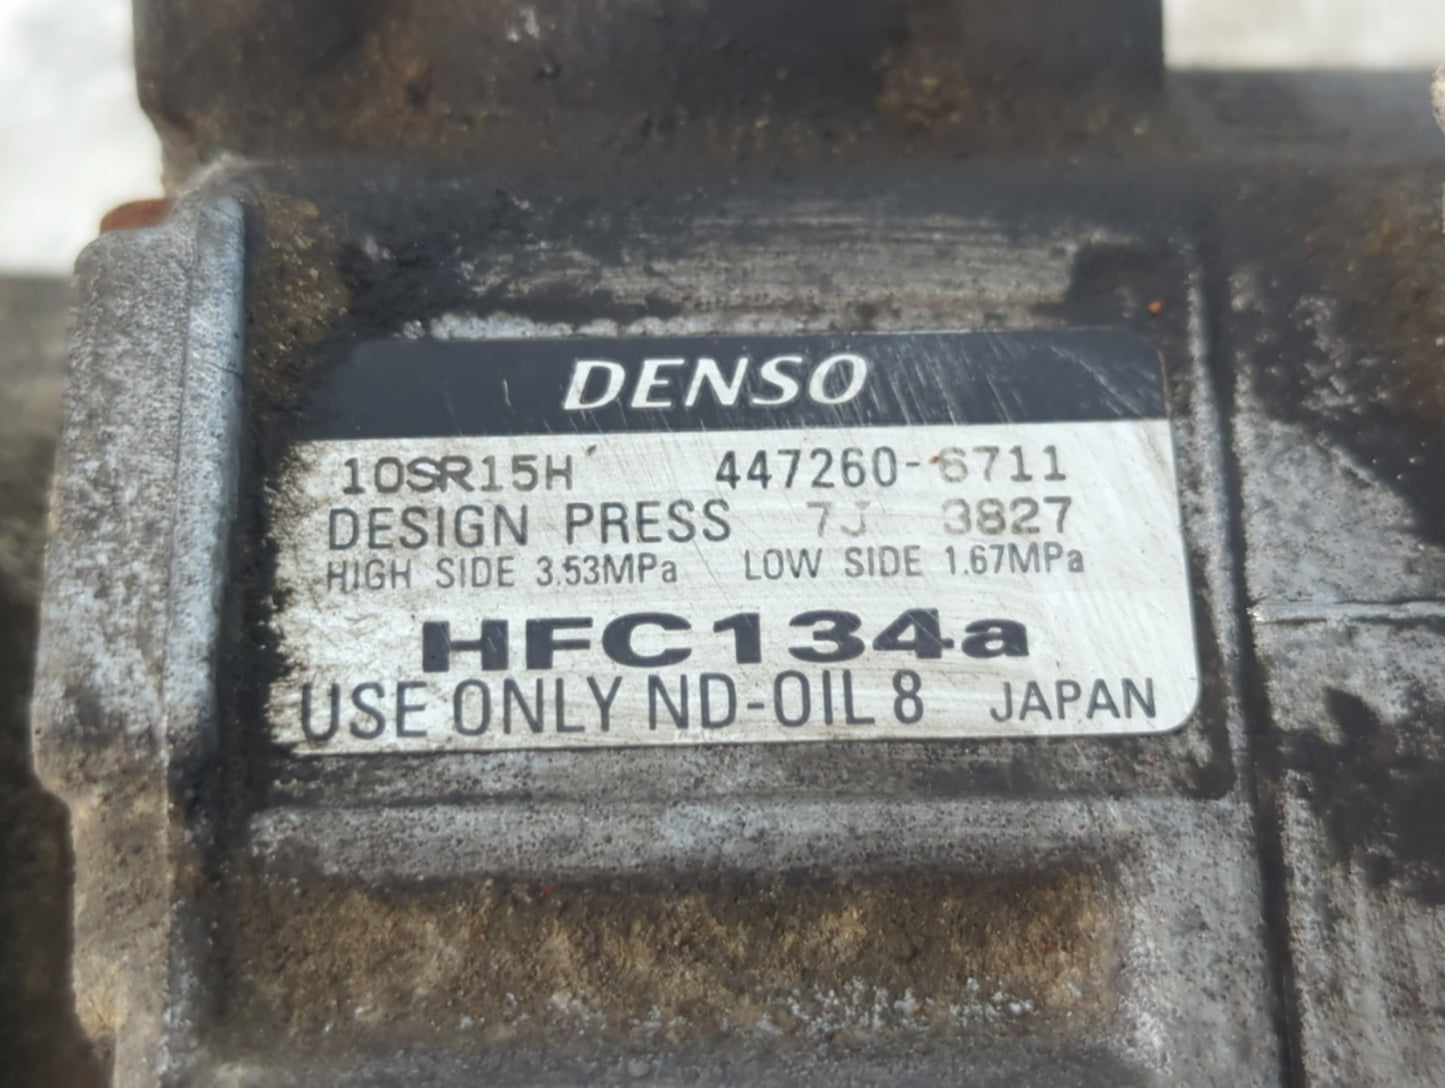 DENSO
10SR15H 447260-6711
DESIGN PRESS 7J 3827
HIGH SIDE 3.53MPa LOW SIDE 1.67MPa
HFC134a
USE ONLY ND-OIL 8 JAPAN